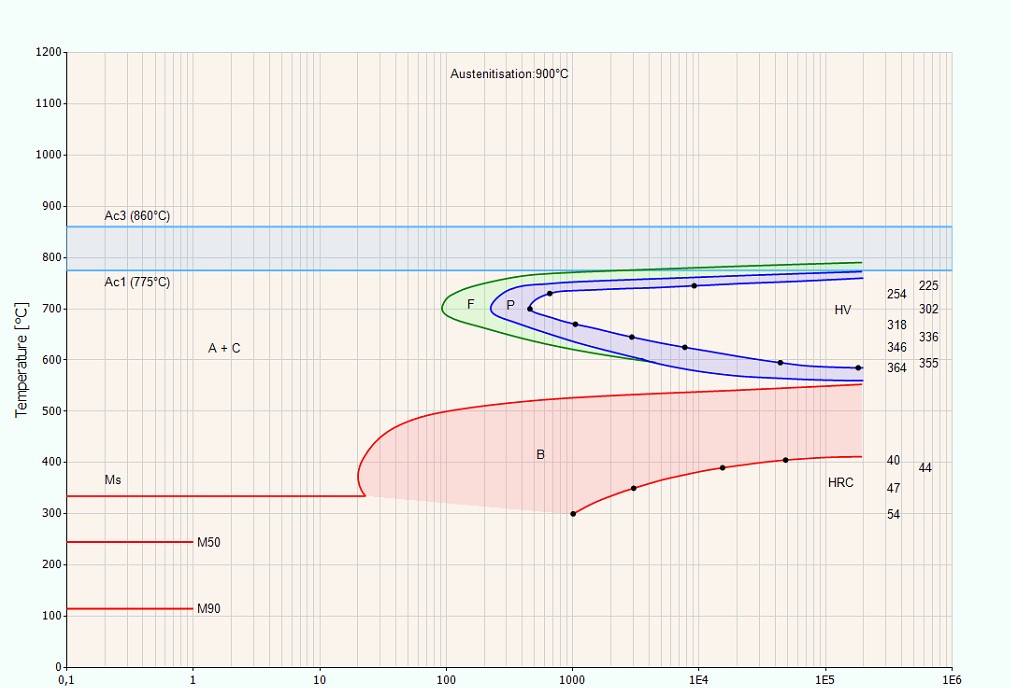 Austenitisation:900°C
1200
1100
1000
900
800
700
600
500
400
300
200
100
0
Temperature [°C]
Ac3 (860°C)
Ac1 (775°C)
A + C
F
P
B
Ms
M50
M90
HV
225
254
302
318
336
346
355
364
HRC
40
44
47
54
0,1
1
10
100
1000
1E4
1E5
1E6